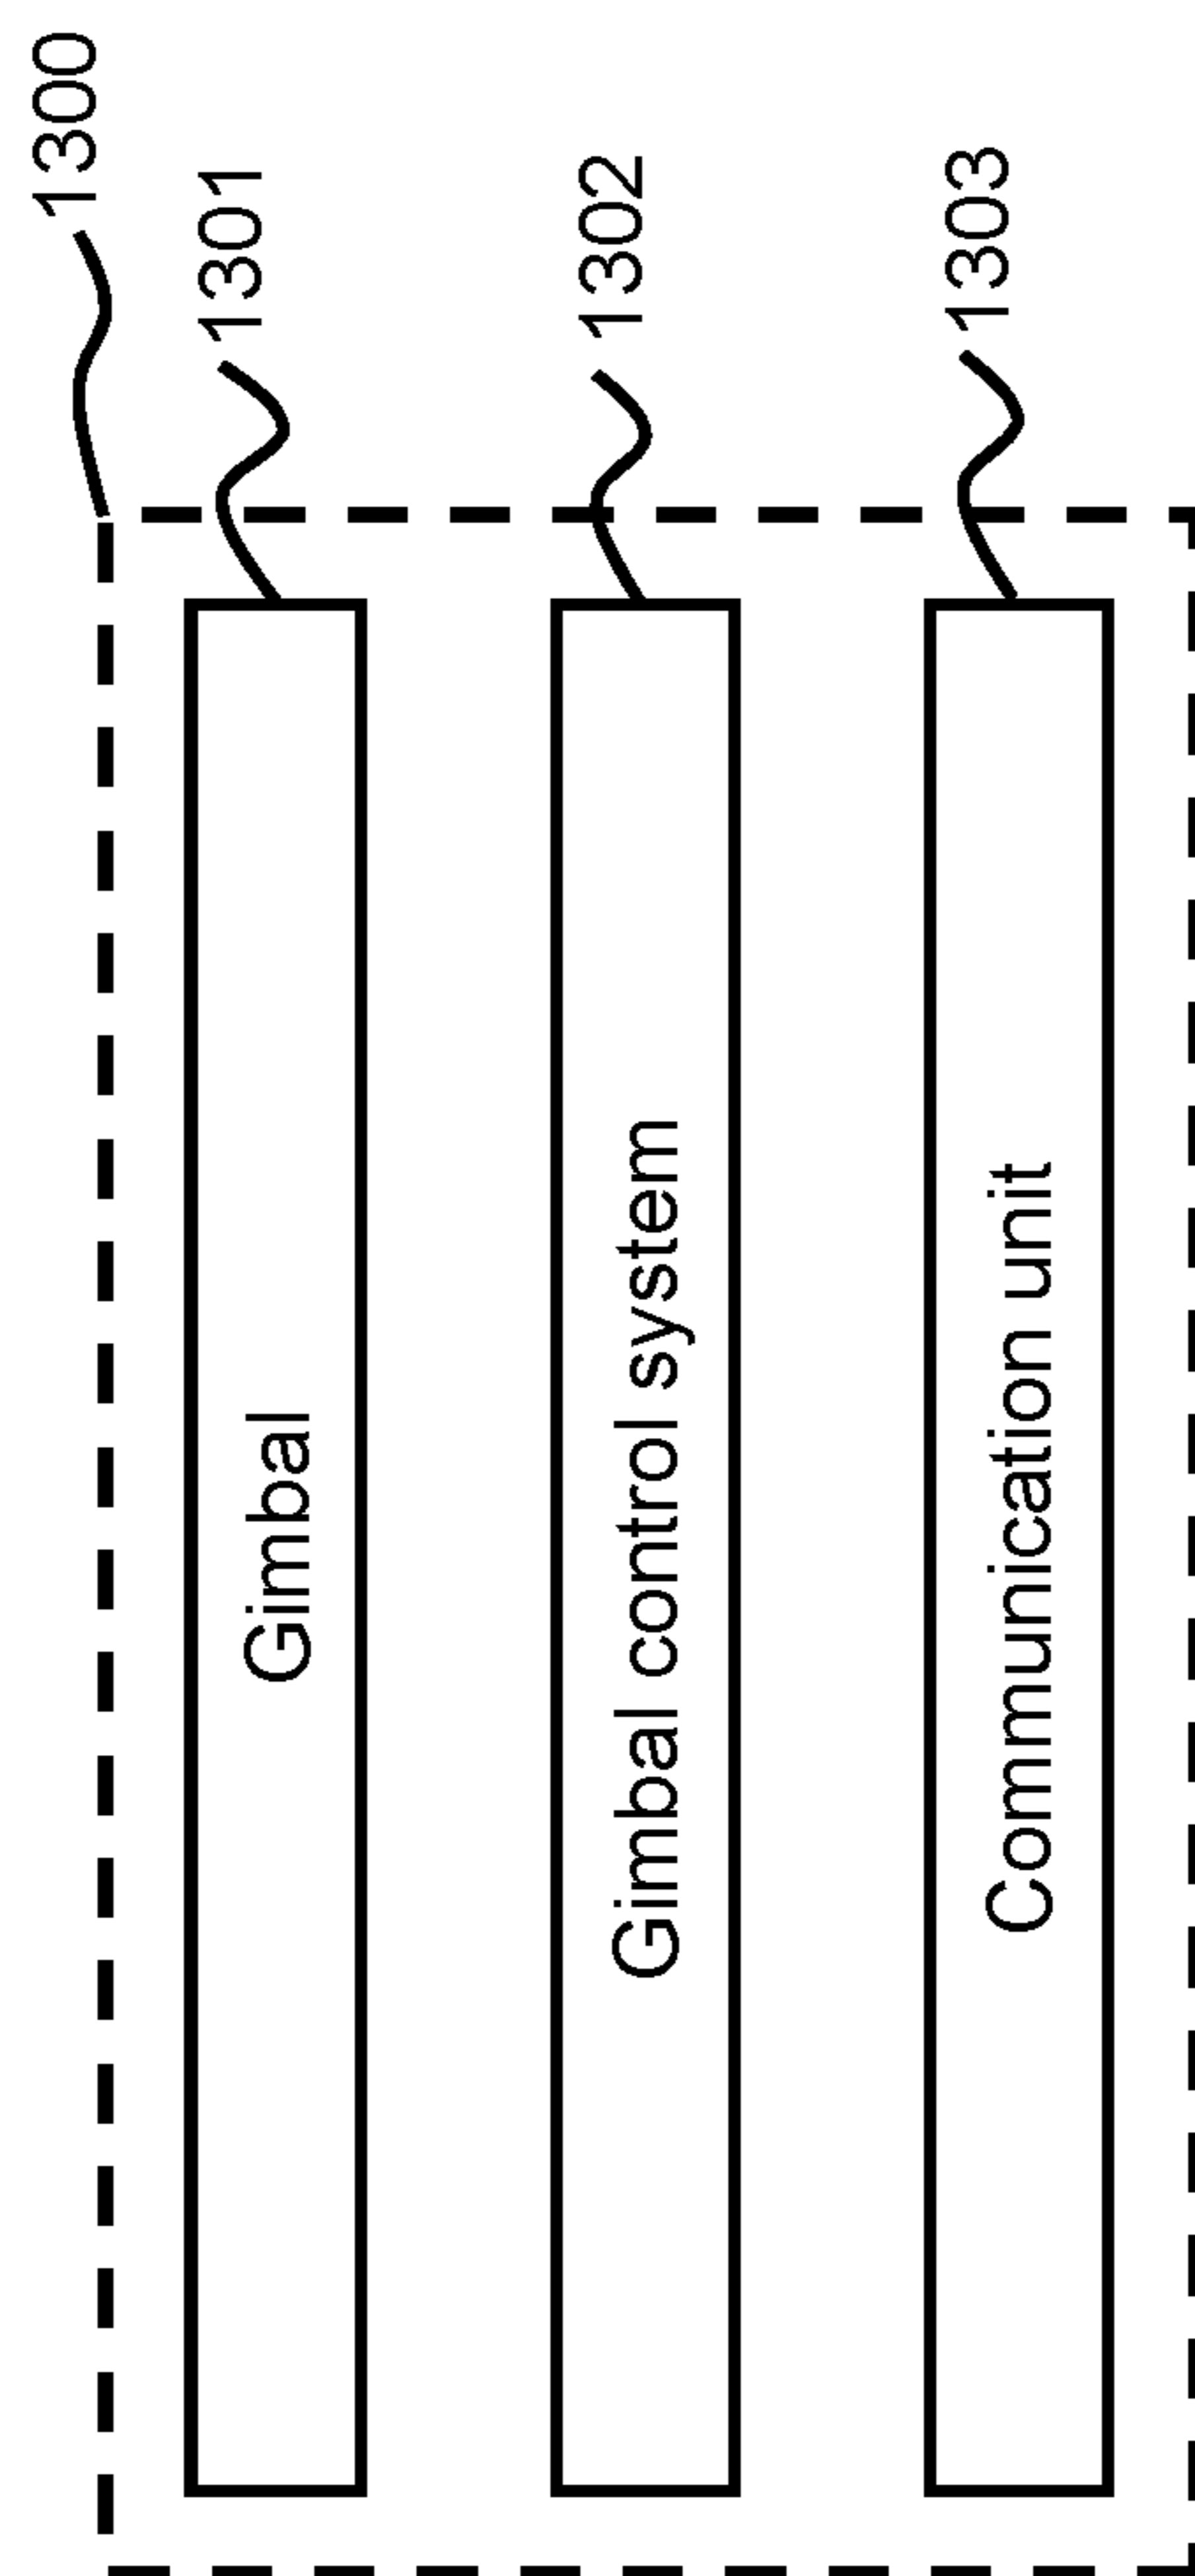 1300
Gimbal
1301
Gimbal control system
1302
Communication unit
1303